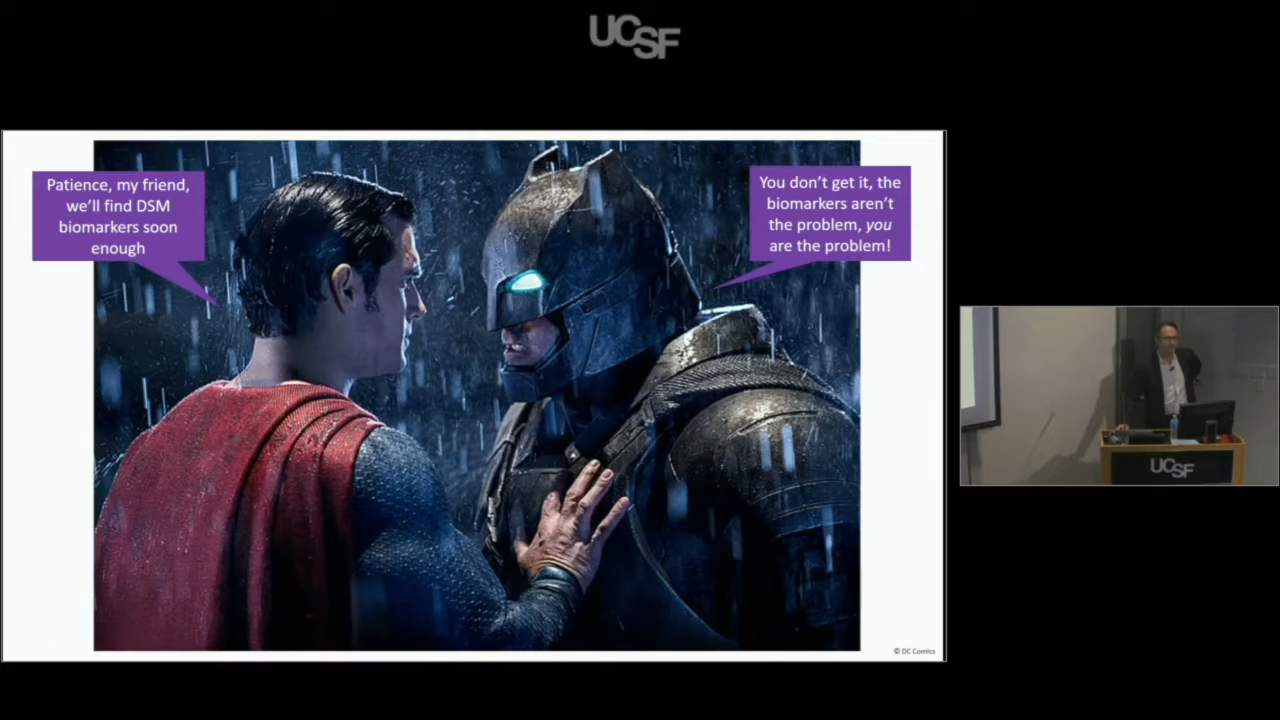 UCSF
Patience, my friend,
we'll find DSM
biomarkers soon
enough
You don't get it, the
biomarkers aren't
the problem, you
are the problem!
© DC Comics
UCSF